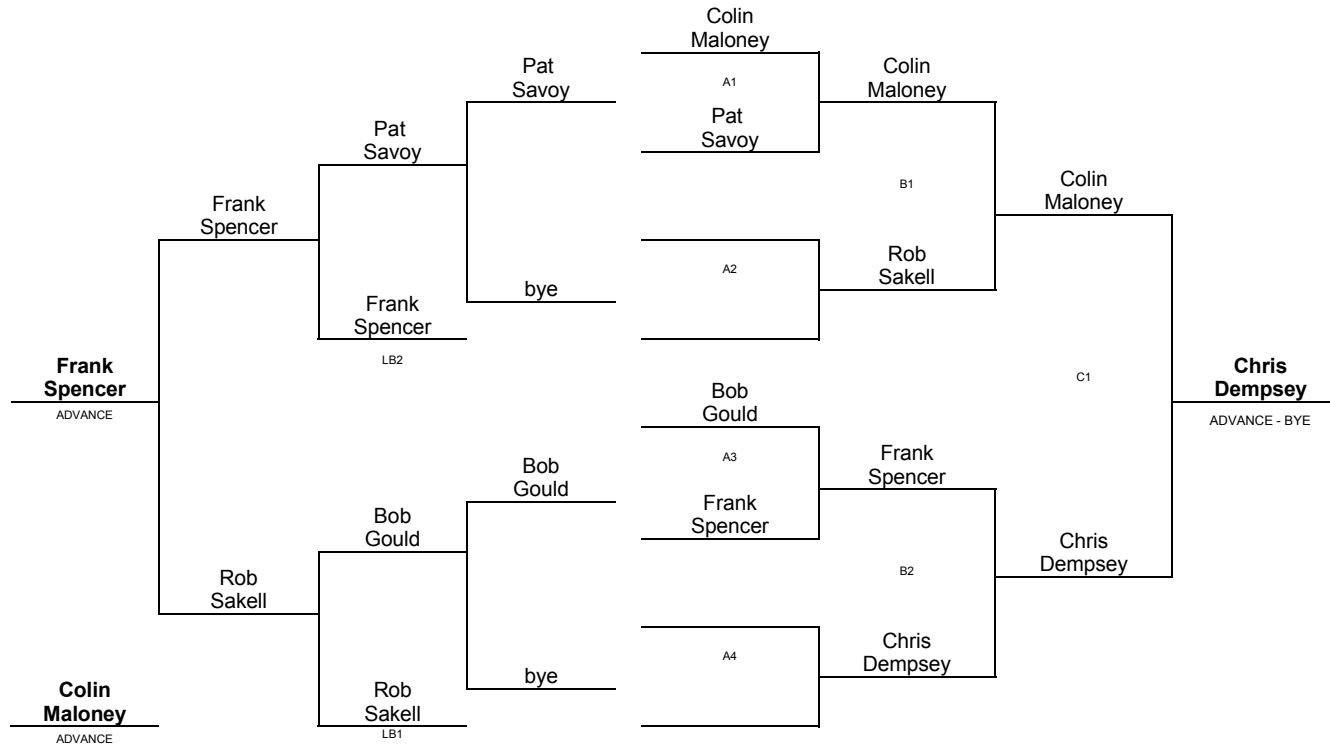 Colin
Maloney
A1
Pat
Savoy
Colin
Maloney
Pat
Savoy
Pat
Savoy
B1
Colin
Maloney
Frank
Spencer
A2
Rob
Sakell
bye
Frank
Spencer
LB2
Frank
Spencer
ADVANCE
C1
Chris
Dempsey
ADVANCE - BYE
Bob
Gould
A3
Frank
Spencer
Frank
Spencer
Bob
Gould
Bob
Gould
B2
Chris
Dempsey
Rob
Sakell
A4
Chris
Dempsey
bye
Rob
Sakell
LB1
Colin
Maloney
ADVANCE